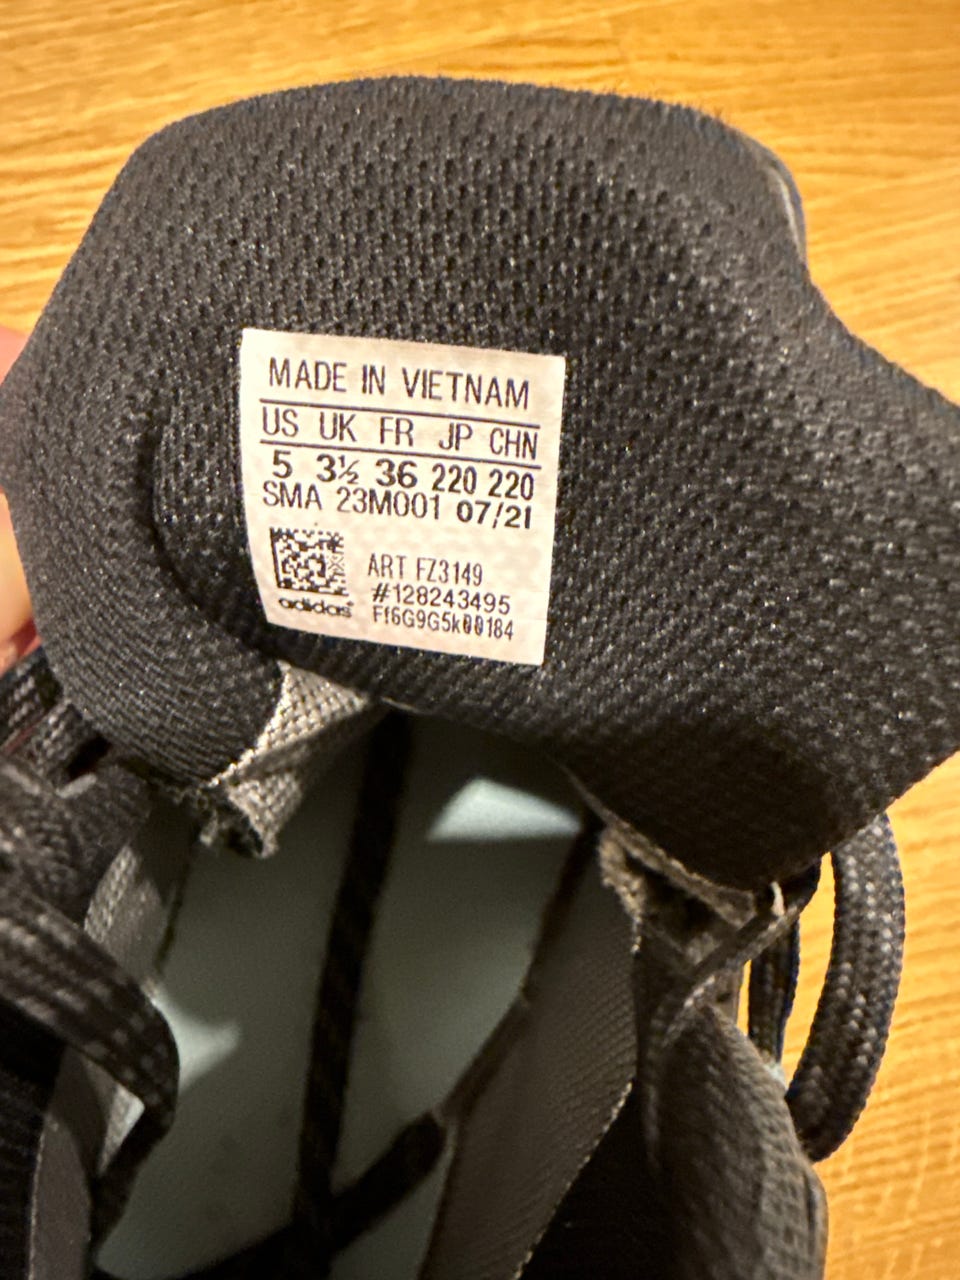 MADE IN VIETNAM
US UK FR JP CHN
5 3½ 36 220 220
SMA 23M001 07/21
ART FZ3149
#128243495
adidas
Ff6G9G5k00184